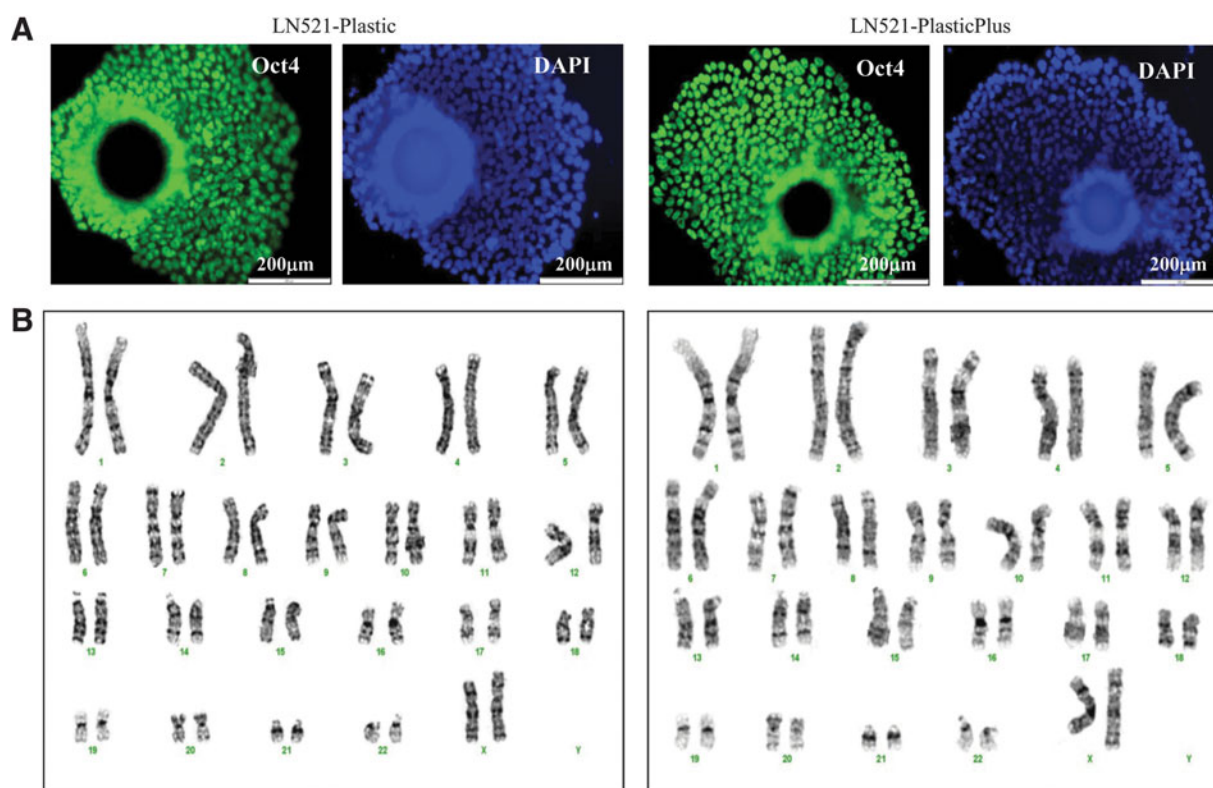 A
LN521-Plastic
LN521-PlasticPlus
Oct4
DAPI
Oct4
DAPI
200μm
200μm
200μm
200μm
B
1 2 3 4 5
6 7 8 9 10 11 12
13 14 15 16 17 18
19 20 21 22 X Y
1 2 3 4 5
6 7 8 9 10 11 12
13 14 15 16 17 18
19 20 21 22 X Y